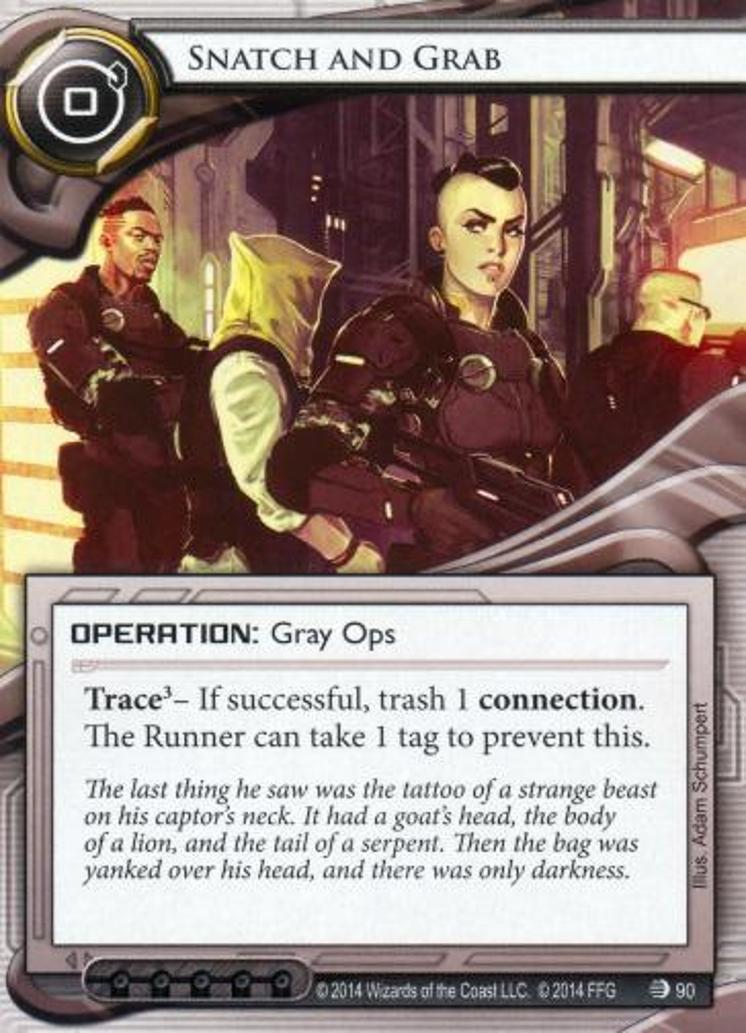 SNATCH AND GRAB
OPERATION: Gray Ops
Trace³– If successful, trash 1 connection.
The Runner can take 1 tag to prevent this.
The last thing he saw was the tattoo of a strange beast
on his captor's neck. It had a goat's head, the body
of a lion, and the tail of a serpent. Then the bag was
yanked over his head, and there was only darkness.
Illus. Adam Schumpert
© 2014 Wizards of the Coast LLC. © 2014 FFG
90